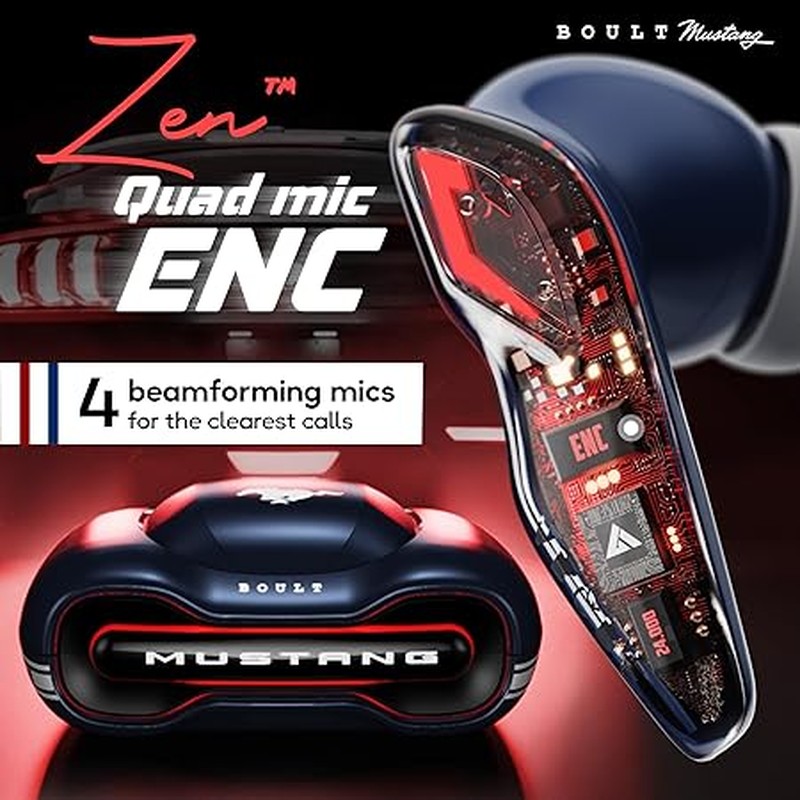 BOULT Mustang
Zen™
Quad mic
ENC
4 beamforming mics
for the clearest calls
ENC
24.000
BOULT
MUSTANG